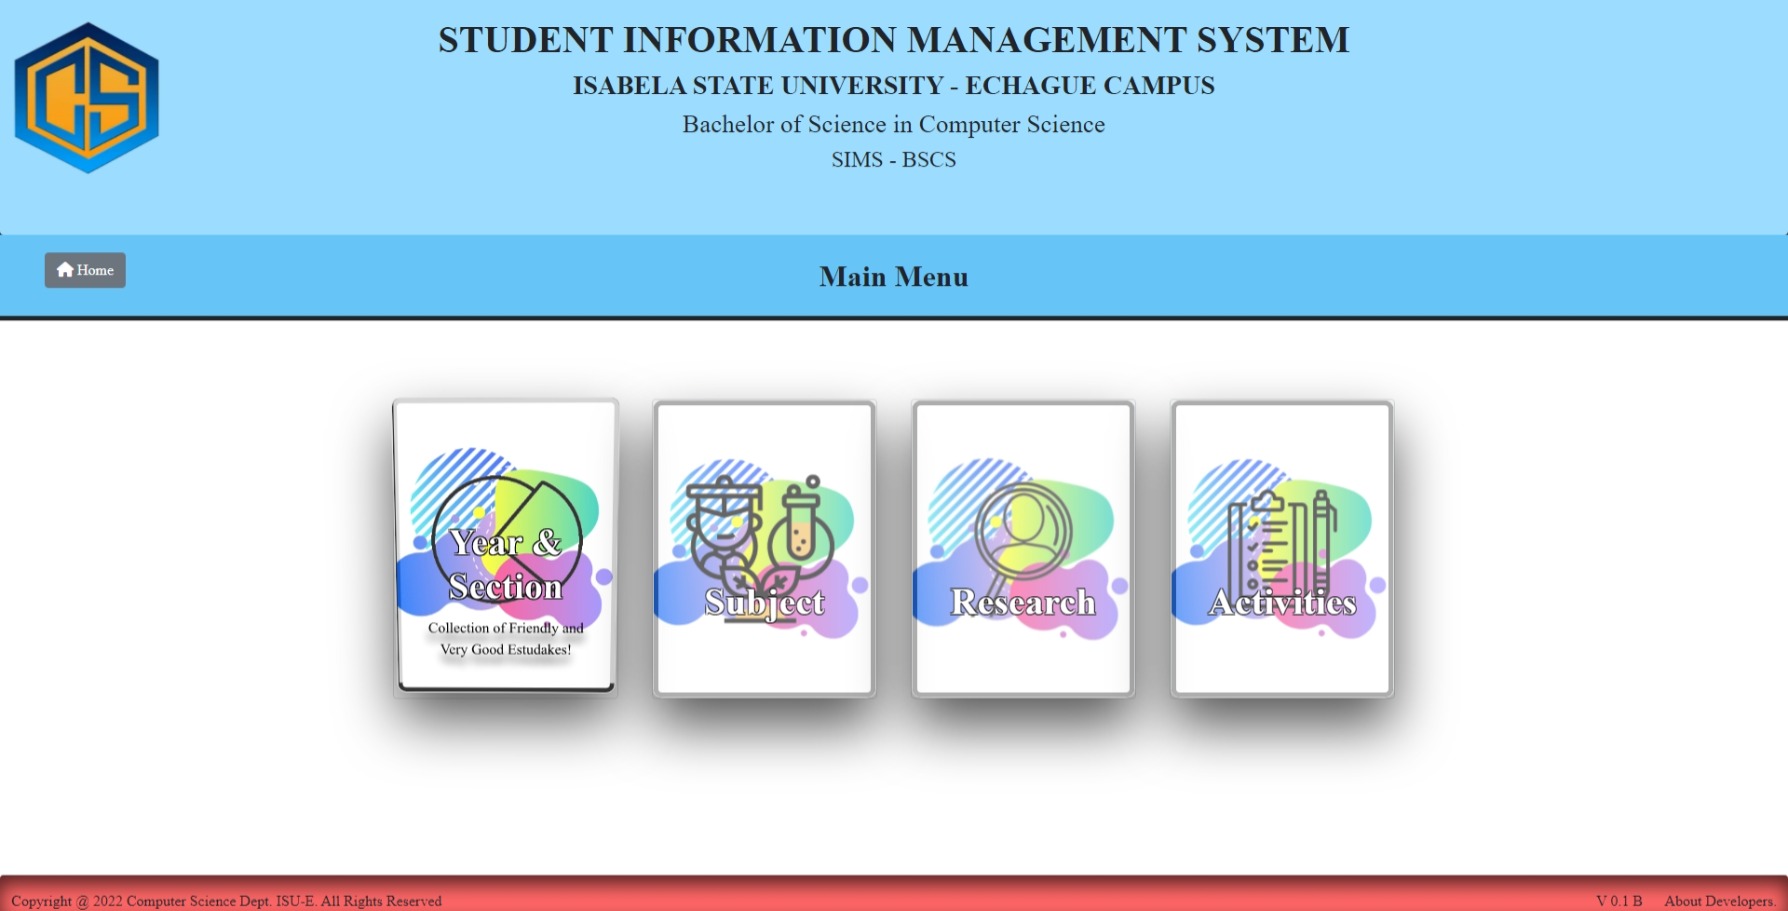 CS
STUDENT INFORMATION MANAGEMENT SYSTEM
ISABELA STATE UNIVERSITY - ECHAGUE CAMPUS
Bachelor of Science in Computer Science
SIMS - BSCS
Home
Main Menu
Year &
Section
Collection of Friendly and
Very Good Estudakes!
Subject
Research
Activities
Copyright @ 2022 Computer Science Dept. ISU-E. All Rights Reserved
V 0.1 B
About Developers.